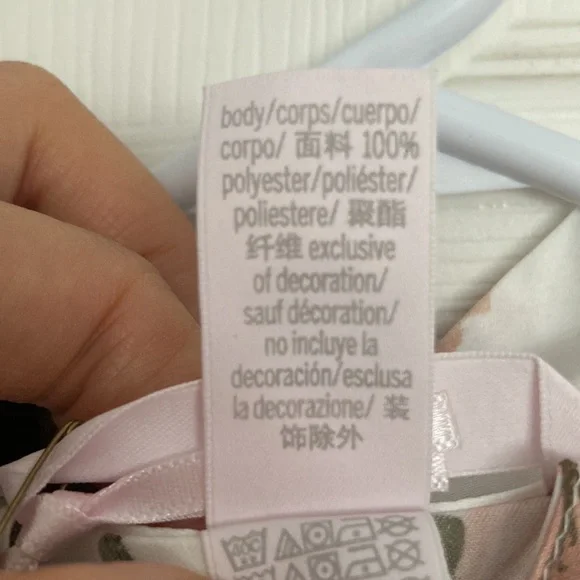 body/corps/cuerpo/
corpo/ 面料 100%
polyester/poliéster/
poliestere/ 聚酯
纤维 exclusive
of decoration/
sauf décoration/
no incluye la
decoración/esclusa
la decorazione/ 装
饰除外